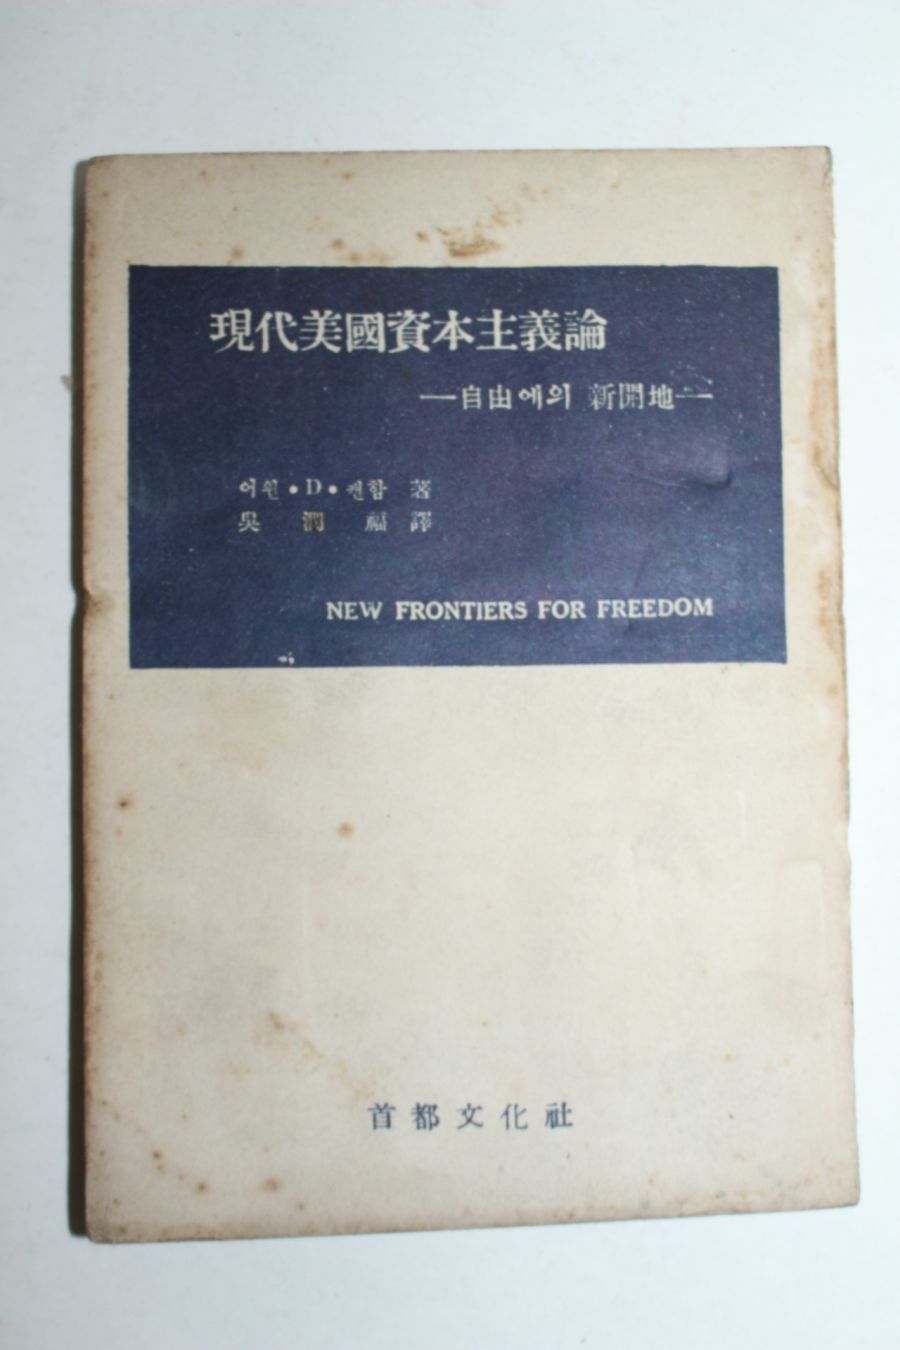 現代美國資本主義論
—自由에의 新開地—
어윈·D·캔함 著
吳潤福 譯
NEW FRONTIERS FOR FREEDOM
首都文化社